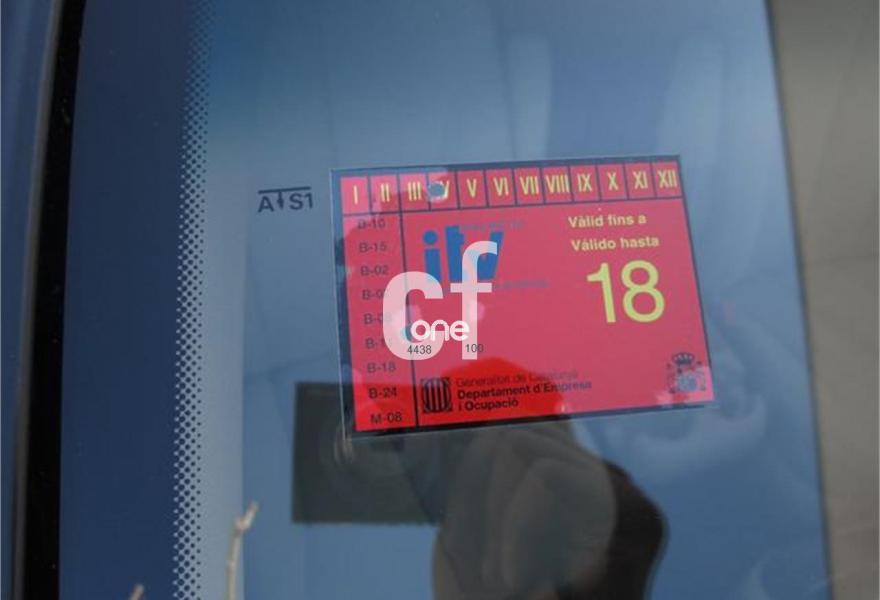 A↓S1
I II III IV V VI VII VIII IX X XI XII
B-10
B-15
B-02
B-18
B-24
M-08
itv
Vàlid fins a
Válido hasta
18
cf
one
4438 100
Generalitat de Catalunya
Departament d'Empresa
i Ocupació